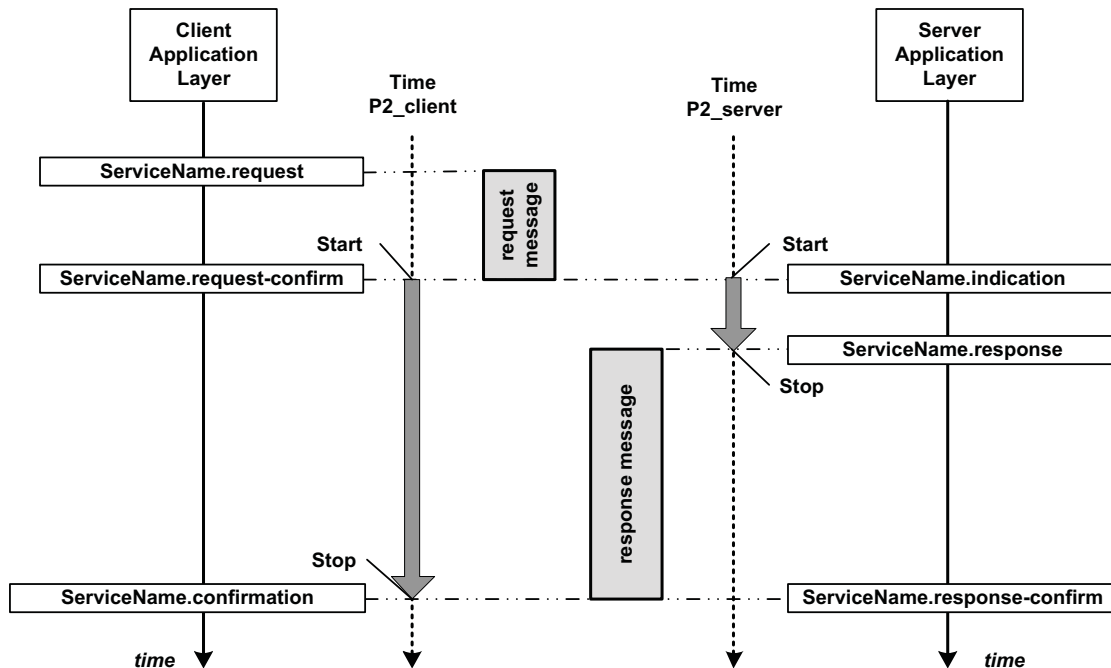 Client
Application
Layer
Server
Application
Layer
Time
P2_client
Time
P2_server
ServiceName.request
request
message
Start
Start
ServiceName.request-confirm
ServiceName.indication
ServiceName.response
Stop
response message
Stop
ServiceName.confirmation
ServiceName.response-confirm
time
time